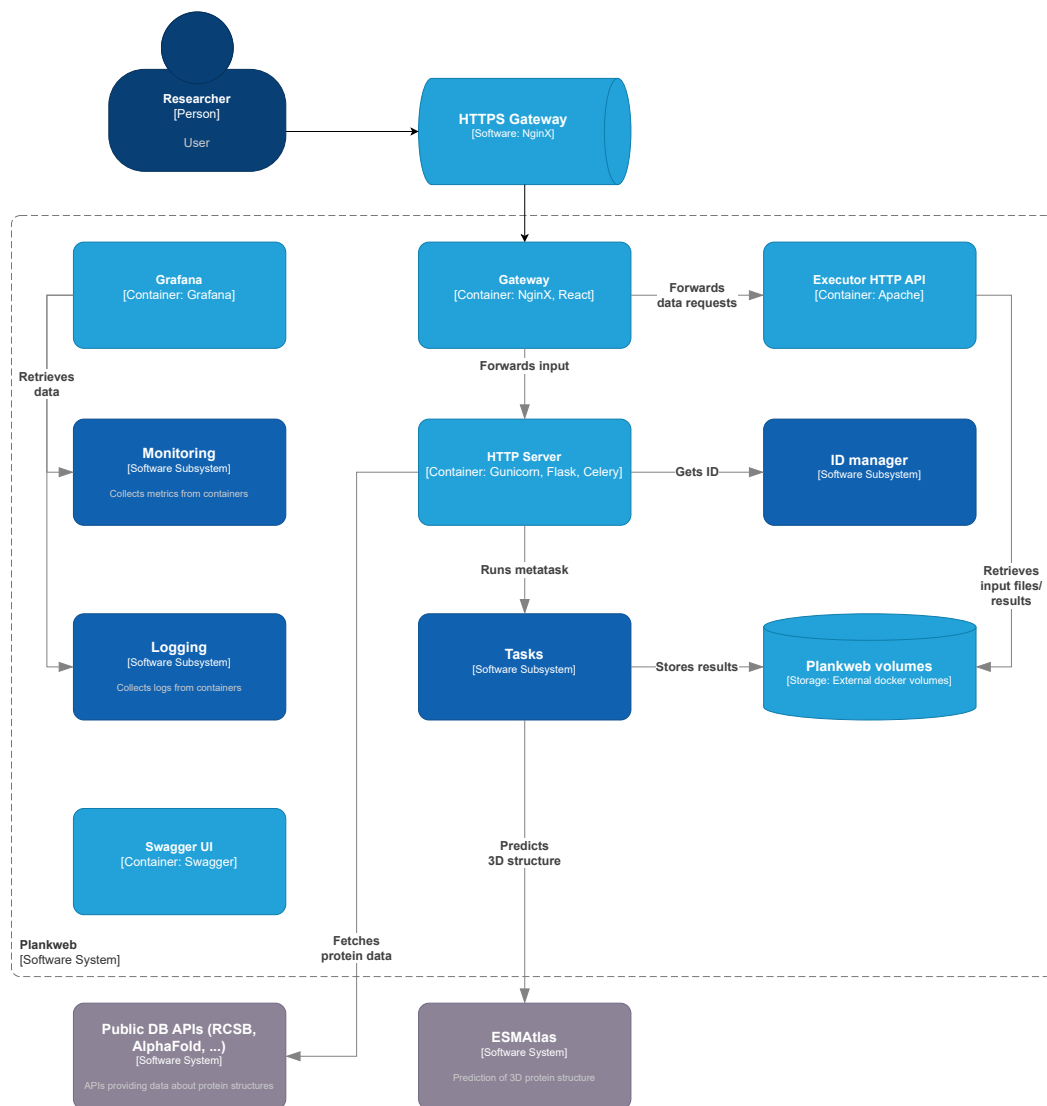 Researcher
[Person]
User
HTTPS Gateway
[Software: NginX]
Grafana
[Container: Grafana]
Gateway
[Container: NginX, React]
Forwards
data requests
Executor HTTP API
[Container: Apache]
Retrieves
data
Forwards input
Monitoring
[Software Subsystem]
Collects metrics from containers
HTTP Server
[Container: Gunicorn, Flask, Celery]
Gets ID
ID manager
[Software Subsystem]
Runs metatask
Retrieves
input files/
results
Logging
[Software Subsystem]
Collects logs from containers
Tasks
[Software Subsystem]
Stores results
Plankweb volumes
[Storage: External docker volumes]
Swagger UI
[Container: Swagger]
Predicts
3D structure
Plankweb
[Software System]
Fetches
protein data
Public DB APIs (RCSB,
AlphaFold, ...)
[Software System]
APIs providing data about protein structures
ESMAtlas
[Software System]
Prediction of 3D protein structure